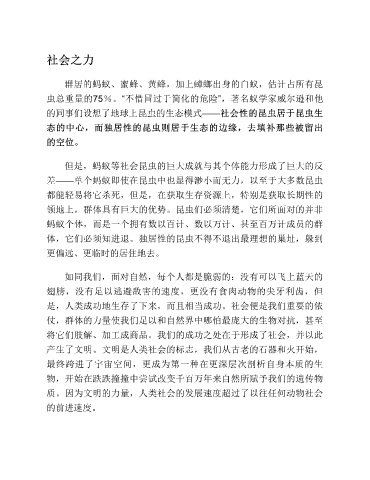 社会之力
群居的蚂蚁、蜜蜂、黄蜂，加上蟑螂出身的白蚁，估计占所有昆
虫总重量的75％。“不惜冒过于简化的危险”，著名蚁学家威尔逊和他
的同事们设想了地球上昆虫的生态模式——社会性的昆虫居于昆虫生
态的中心，而独居性的昆虫则居于生态的边缘，去填补那些被留出
的空位。
但是，蚂蚁等社会昆虫的巨大成就与其个体能力形成了巨大的反
差——单个蚂蚁即使在昆虫中也显得渺小而无力，以至于大多数昆虫
都能轻易将它杀死，但是，在获取生存资源上，特别是获取长期性的
领地上，群体具有巨大的优势。昆虫们必须清楚，它们所面对的并非
蚂蚁个体，而是一个拥有数以百计、数以万计、甚至百万计成员的群
体，它们必须知进退。独居性的昆虫不得不退出最理想的巢址，躲到
更偏远、更临时的居住地去。
如同我们，面对自然，每个人都是脆弱的：没有可以飞上蓝天的
翅膀，没有足以逃避敌害的速度，更没有食肉动物的尖牙利齿。但
是，人类成功地生存了下来，而且相当成功。社会便是我们重要的依
仗，群体的力量使我们足以和自然界中哪怕最庞大的生物对抗，甚至
将它们肢解、加工成商品。我们的成功之处在于形成了社会，并以此
产生了文明。文明是人类社会的标志，我们从古老的石器和火开始，
最终跨进了宇宙空间，更成为第一种在更深层次剖析自身本质的生
物，开始在跌跌撞撞中尝试改变千百万年来自然所赋予我们的遗传物
质。因为文明的力量，人类社会的发展速度超过了以往任何动物社会
的前进速度。